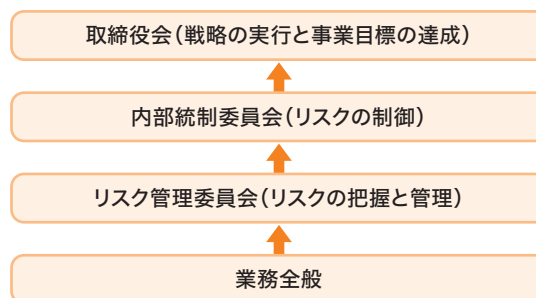 取締役会（戦略の実行と事業目標の達成）
内部統制委員会（リスクの制御）
リスク管理委員会（リスクの把握と管理）
業務全般